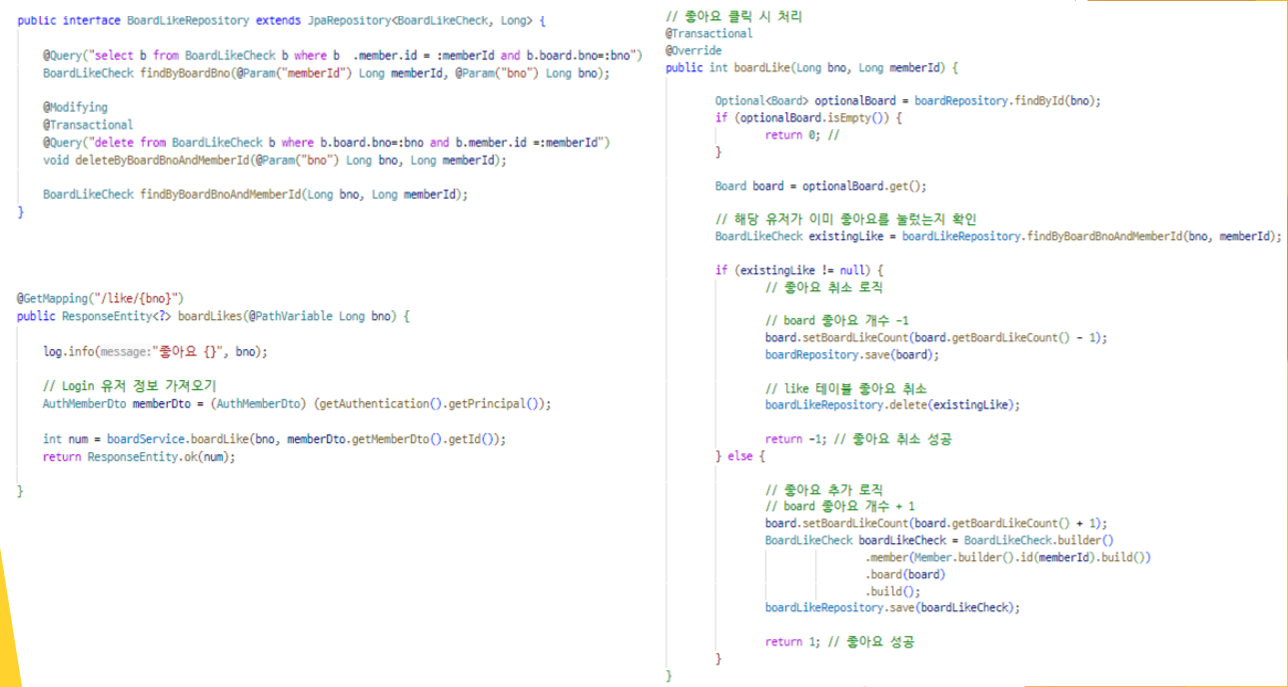 public interface BoardLikeRepository extends JpaRepository<BoardLikeCheck, Long> {
@Query("select b from BoardLikeCheck b where b  .member.id = :memberId and b.board.bno=:bno")
BoardLikeCheck findByBoardBno(@Param("memberId") Long memberId, @Param("bno") Long bno);
@Modifying
@Transactional
@Query("delete from BoardLikeCheck b where b.board.bno=:bno and b.member.id =:memberId")
void deleteByBoardBnoAndMemberId(@Param("bno") Long bno, Long memberId);
BoardLikeCheck findByBoardBnoAndMemberId(Long bno, Long memberId);
}
@GetMapping("/like/{bno}")
public ResponseEntity<?> boardLikes(@PathVariable Long bno) {
log.info(message:"좋아요 {}", bno);
// Login 유저 정보 가져오기
AuthMemberDto memberDto = (AuthMemberDto) (getAuthentication().getPrincipal());
int num = boardService.boardLike(bno, memberDto.getMemberDto().getId());
return ResponseEntity.ok(num);
}
// 좋아요 클릭 시 처리
@Transactional
@Override
public int boardLike(Long bno, Long memberId) {
Optional<Board> optionalBoard = boardRepository.findById(bno);
if (optionalBoard.isEmpty()) {
return 0; //
}
Board board = optionalBoard.get();
// 해당 유저가 이미 좋아요를 눌렀는지 확인
BoardLikeCheck existingLike = boardLikeRepository.findByBoardBnoAndMemberId(bno, memberId);
if (existingLike != null) {
// 좋아요 취소 로직
// board 좋아요 개수 -1
board.setBoardLikeCount(board.getBoardLikeCount() - 1);
boardRepository.save(board);
// like 테이블 좋아요 취소
boardLikeRepository.delete(existingLike);
return -1; // 좋아요 취소 성공
} else {
// 좋아요 추가 로직
// board 좋아요 개수 + 1
board.setBoardLikeCount(board.getBoardLikeCount() + 1);
BoardLikeCheck boardLikeCheck = BoardLikeCheck.builder()
.member(Member.builder().id(memberId).build())
.board(board)
.build();
boardLikeRepository.save(boardLikeCheck);
return 1; // 좋아요 성공
}
}